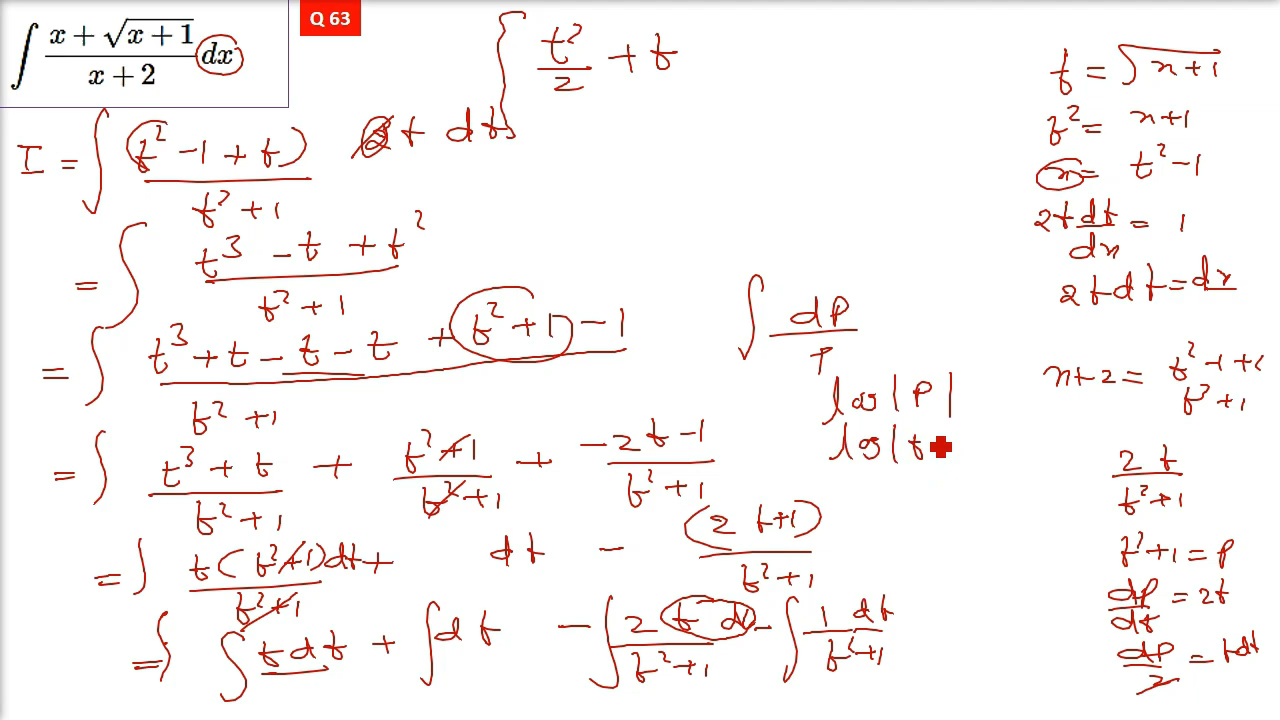 Q 63
∫ (x + √(x + 1))/(x + 2) dx
∫ t²/2 + t
I = ∫ (t² - 1 + t)/(t² + 1) t dt
= ∫ (t³ - t + t²)/(t² + 1)
= ∫ (t³ + t - t - t + t² + 1 - 1)/(t² + 1)
= ∫ (t³ + t)/(t² + 1) + (t² + 1)/(t² + 1) + (-2t - 1)/(t² + 1)
= ∫ t(t² + 1)dt/(t² + 1) + dt - (2t + 1)/(t² + 1)
= ∫ t dt + ∫ dt - ∫ 2t dt/(t² + 1) - ∫ 1 dt/(t² + 1)
∫ dP/P
log |P|
log | t
t = √(x + 1)
t² = x + 1
x = t² - 1
2t dt/dx = 1
2t dt = dx
x + 2 = t² - 1 + 2
t² + 1
2t/(t² + 1)
t² + 1 = P
dP/dt = 2t
dP/2 = t dt